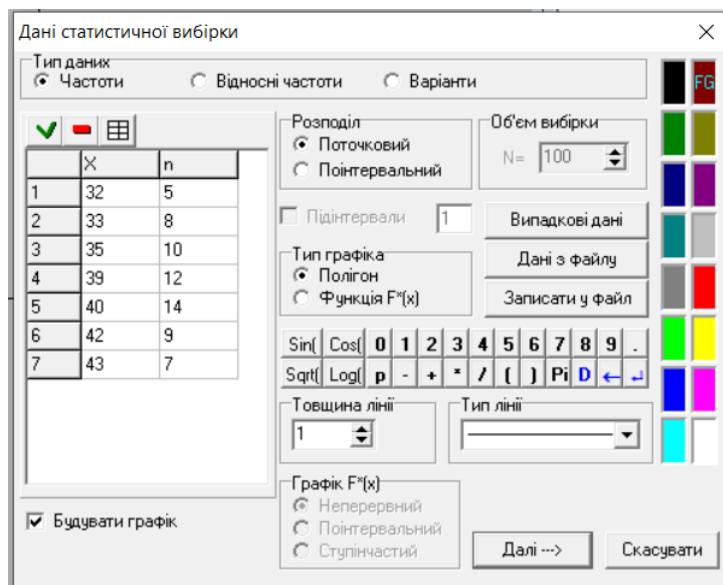 Дані статистичної вибірки
Тип даних
Частоти Відносні частоти Варіанти
FG
X n
1 32 5
2 33 8
3 35 10
4 39 12
5 40 14
6 42 9
7 43 7
Будувати графік
Розподіл
Поточковий
Поінтервальний
Об'єм вибірки
N= 100
Підінтервали 1
Тип графіка
Полігон
Функція F*(x)
Випадкові дані
Дані з файлу
Записати у файл
Sin( Cos( 0 1 2 3 4 5 6 7 8 9 .
Sqrt( Log( p - + * / ( ) Pi D ← ↵
Товщина лінії
1
Тип лінії
Графік F*(x)
Неперервний
Поінтервальний
Ступінчастий
Далі --->
Скасувати